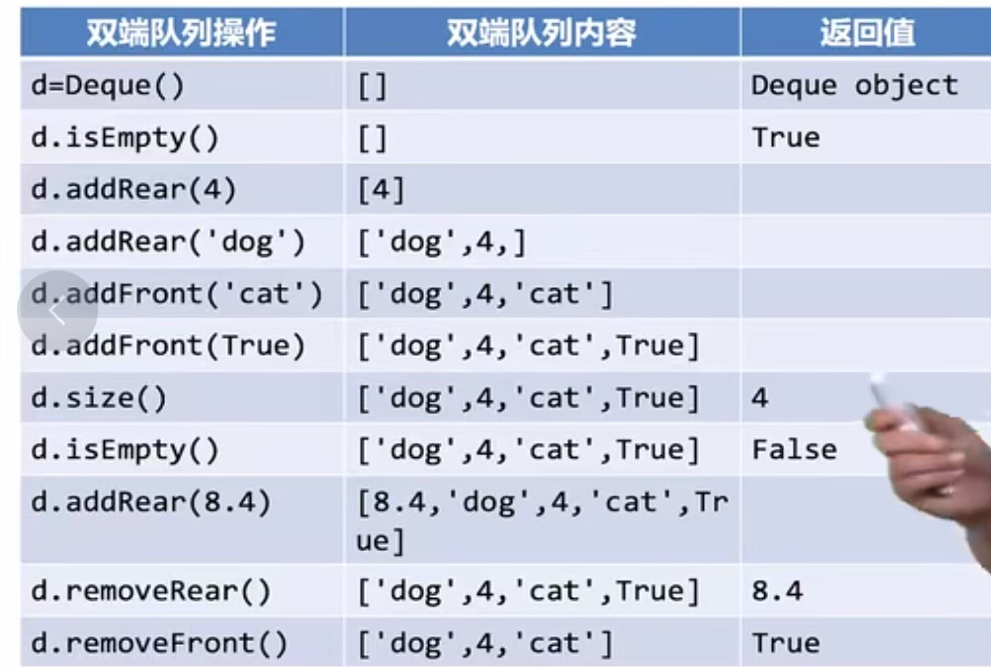 双端队列操作 双端队列内容 返回值
d=Deque() [] Deque object
d.isEmpty() [] True
d.addRear(4) [4]
d.addRear('dog') ['dog',4,]
d.addFront('cat') ['dog',4,'cat']
d.addFront(True) ['dog',4,'cat',True]
d.size() ['dog',4,'cat',True] 4
d.isEmpty() ['dog',4,'cat',True] False
d.addRear(8.4) [8.4,'dog',4,'cat',Tr
ue]
d.removeRear() ['dog',4,'cat',True] 8.4
d.removeFront() ['dog',4,'cat'] True